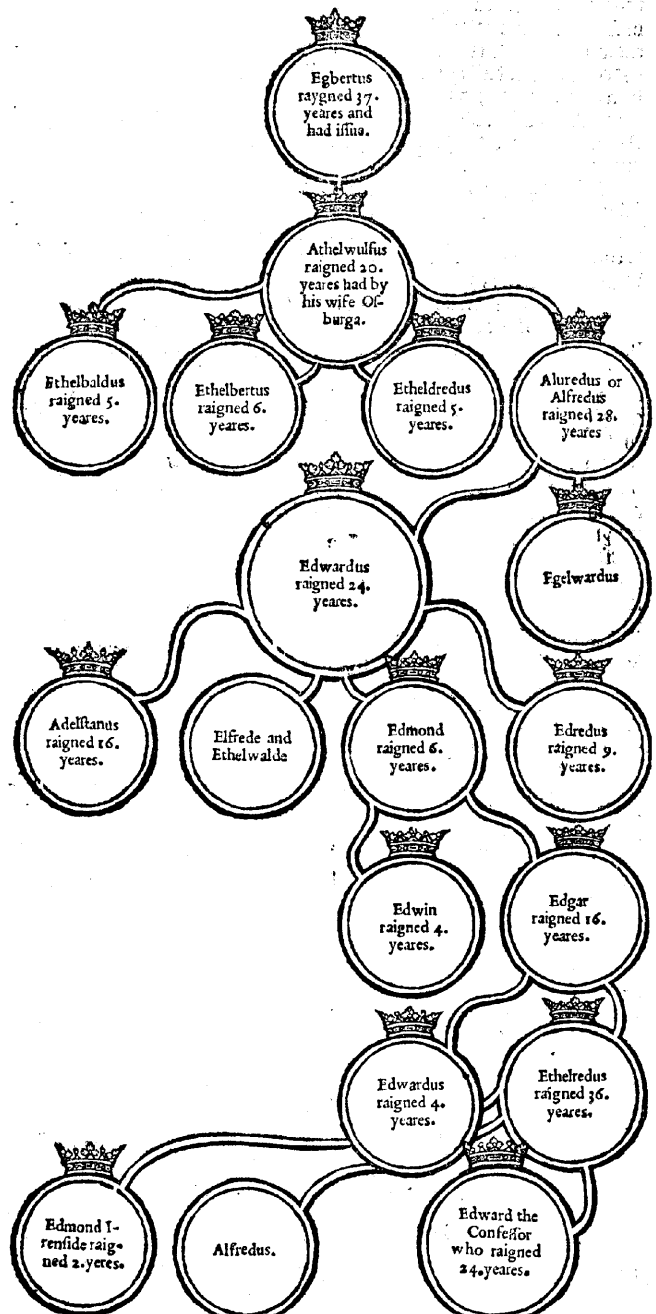 Egbertus
raygned 37.
yeares and
had iſſue.
Athelwulfus
raigned 20.
yeares had by
his wife Oſ-
burga.
Ethelbaldus
raigned 5.
yeares.
Ethelbertus
raigned 6.
yeares.
Etheldredus
raigned 5.
yeares.
Aluredus or
Alfredus
raigned 28.
yeares
Edwardus
raigned 24.
yeares.
Egelwardus
Adelſtanus
raigned 16.
yeares.
Elfrede and
Ethelwalde
Edmond
raigned 6.
yeares.
Edredus
raigned 9.
yeares.
Edwin
raigned 4.
yeares.
Edgar
raigned 16.
yeares.
Edwardus
raigned 4.
yeares.
Ethelredus
raigned 36.
yeares.
Edmond I-
renſide raig-
ned 2.yeres.
Alfredus.
Edward the
Confeſſor
who raigned
24.yeares.